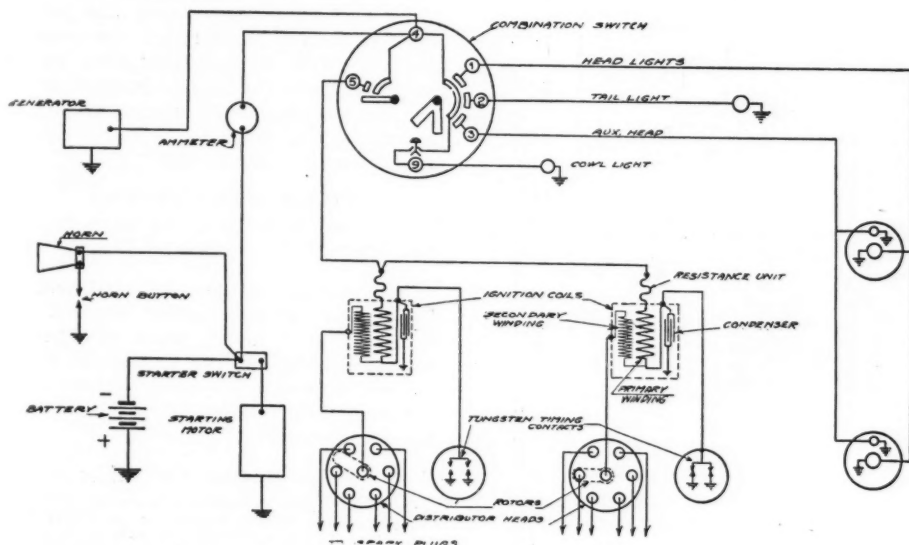 COMBINATION SWITCH
4
1
HEAD LIGHTS
5
2
TAIL LIGHT
GENERATOR
3
AUX. HEAD
AMMETER
9
COWL LIGHT
HORN
RESISTANCE UNIT
HORN BUTTON
IGNITION COILS
SECONDARY
WINDING
CONDENSER
STARTER SWITCH
PRIMARY
WINDING
-
BATTERY
STARTING
MOTOR
+
TUNGSTEN TIMING
CONTACTS
ROTORS
DISTRIBUTOR HEADS
SPARK PLUGS